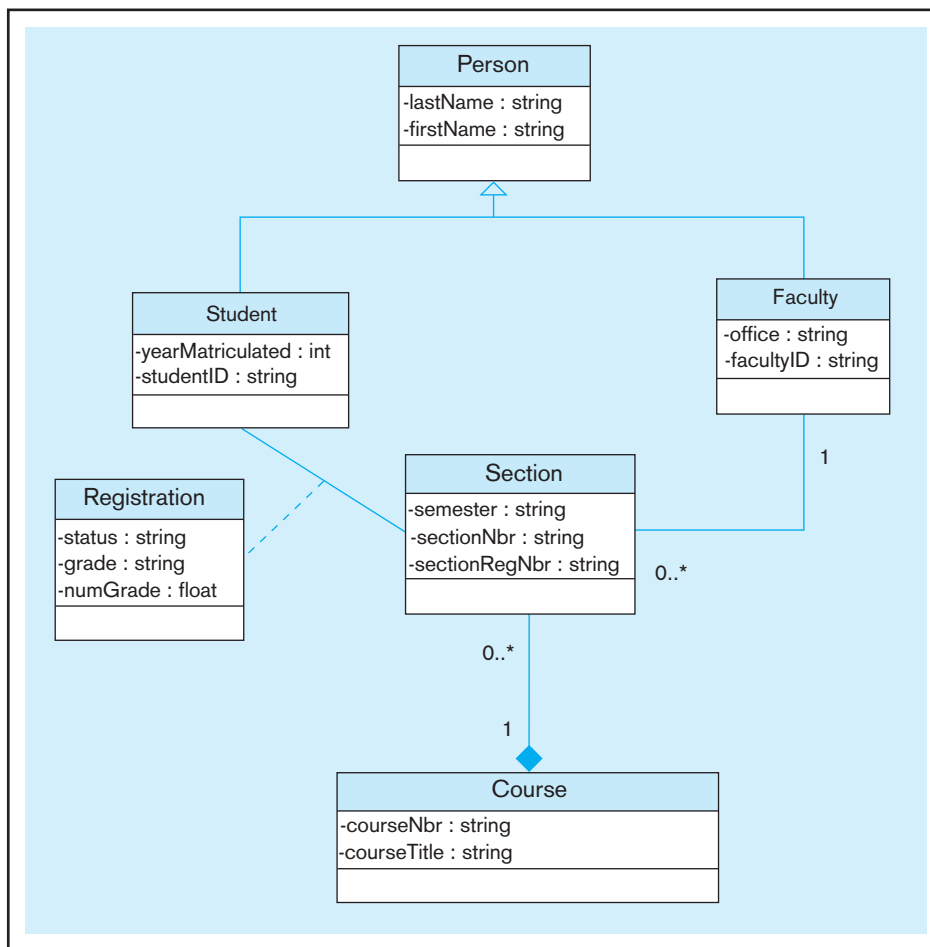 Person
-lastName : string
-firstName : string
Student
-yearMatriculated : int
-studentID : string
Faculty
-office : string
-facultyID : string
1
Registration
-status : string
-grade : string
-numGrade : float
Section
-semester : string
-sectionNbr : string
-sectionRegNbr : string
0..*
0..*
1
Course
-courseNbr : string
-courseTitle : string